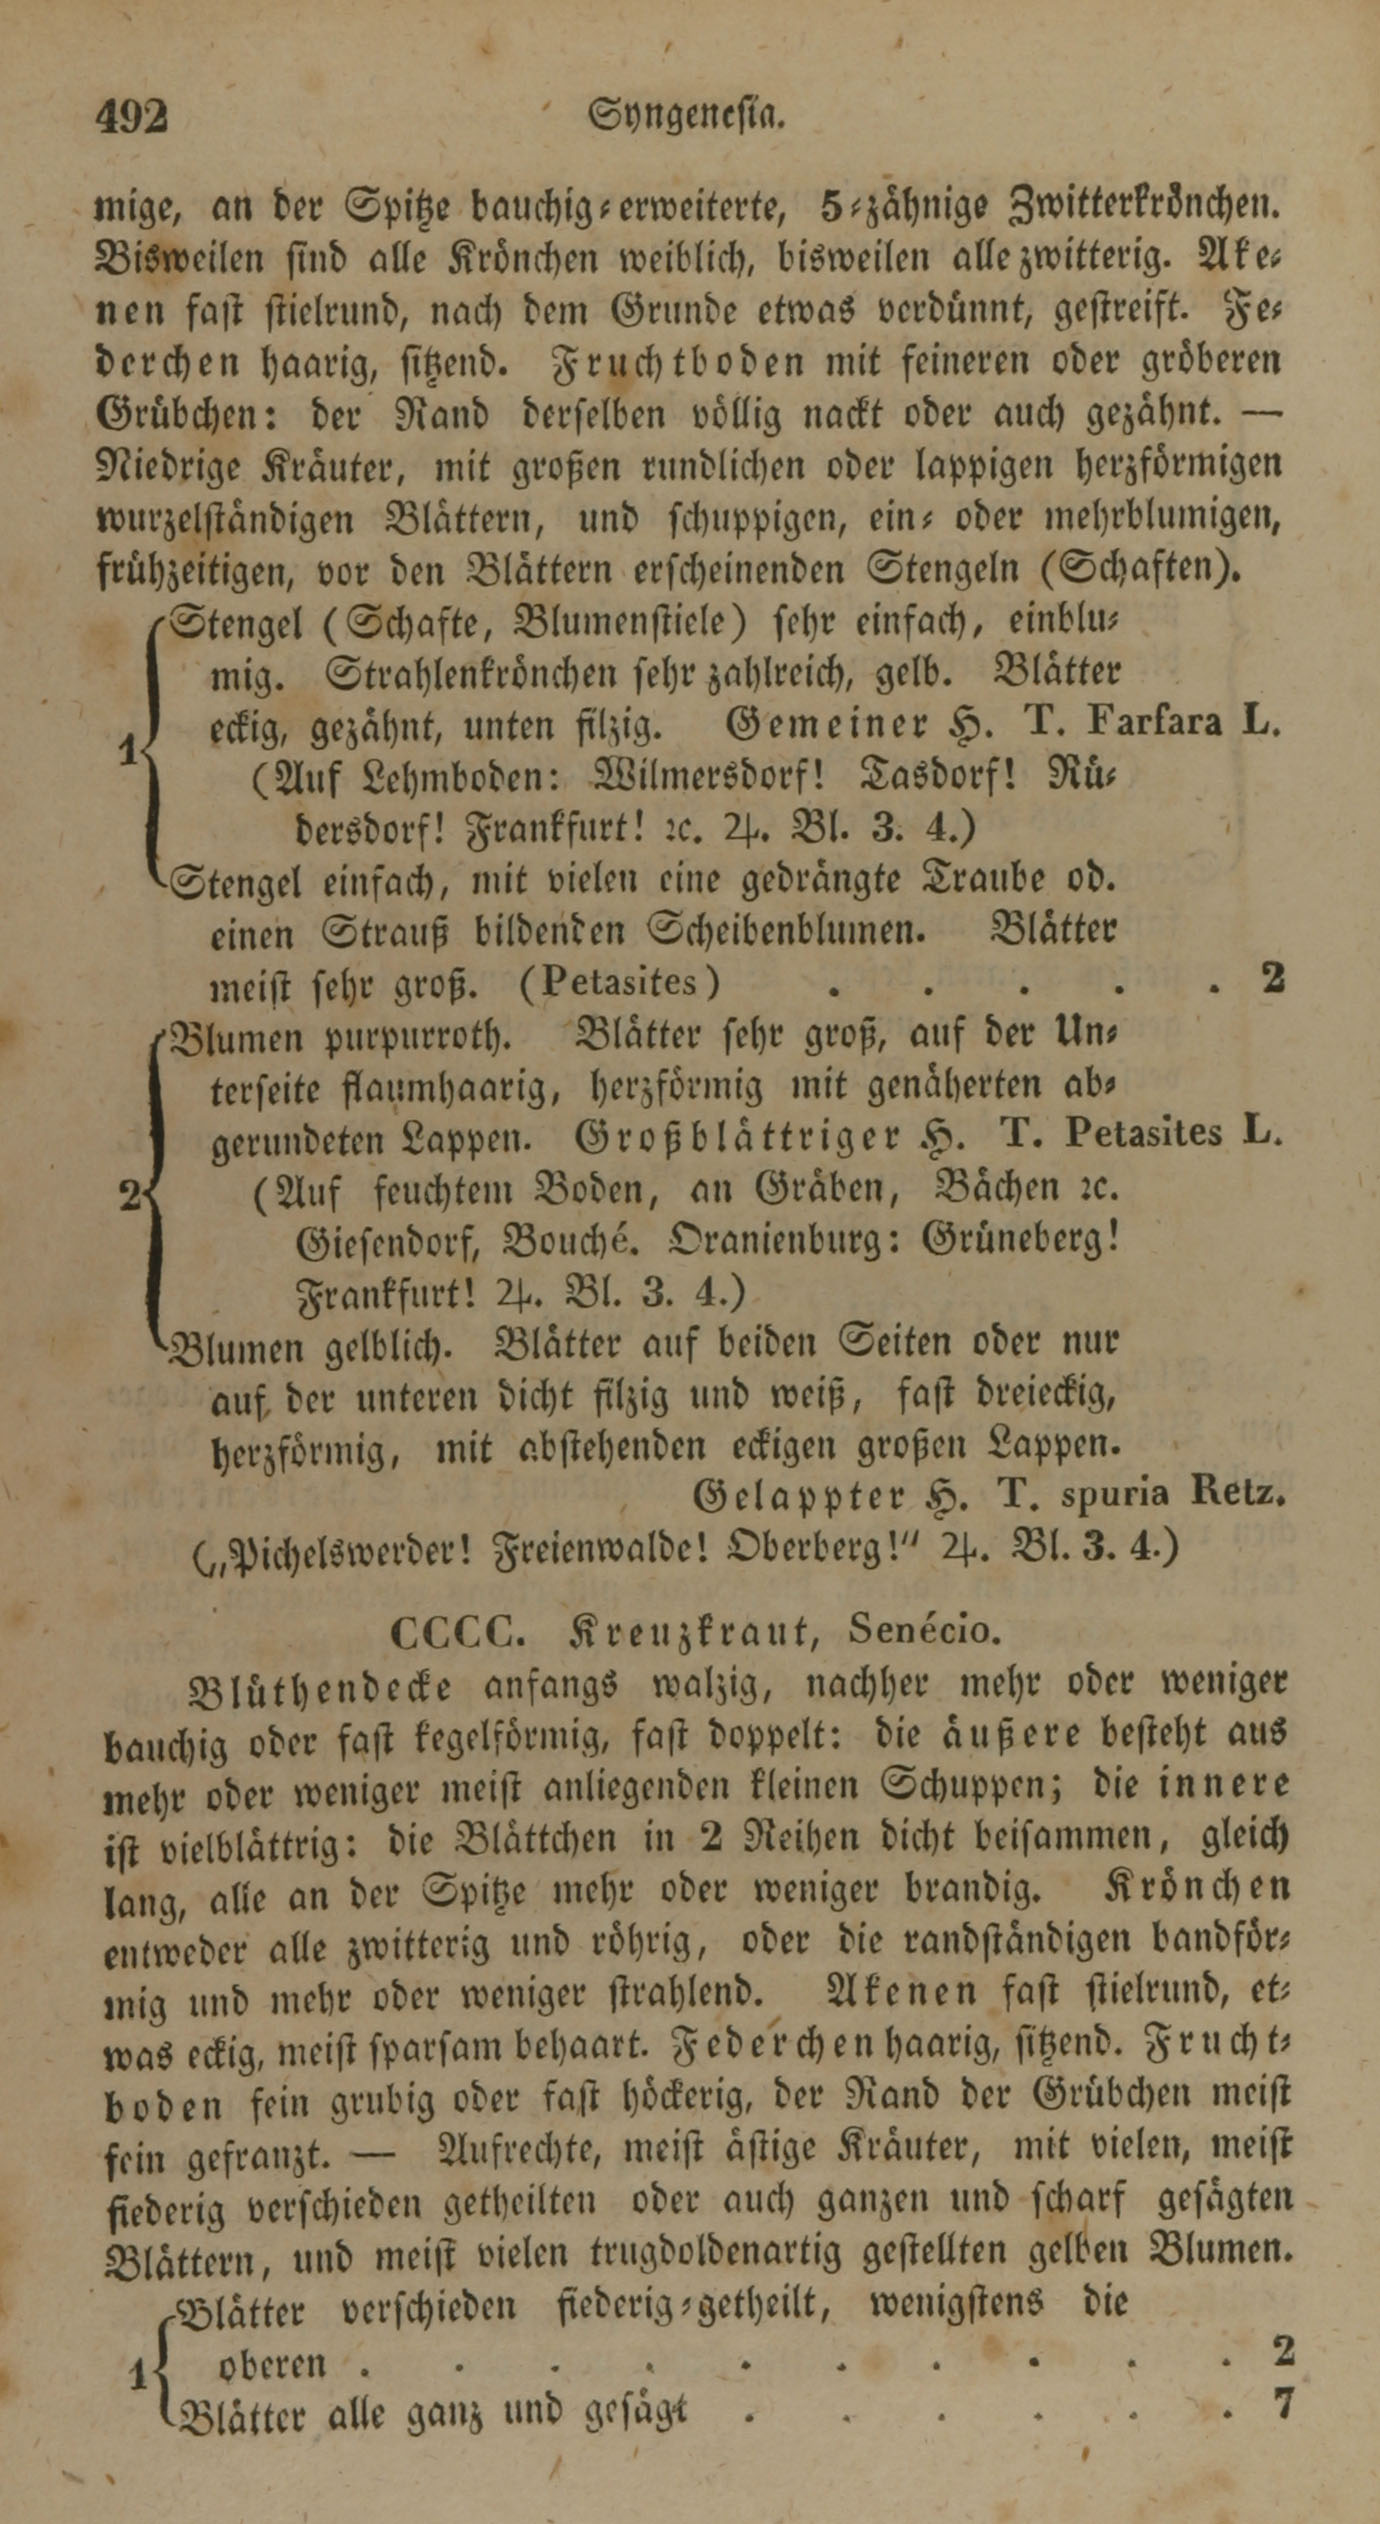 492 Syngenesia.
mige, an der Spitze bauchig-erweiterte, 5-zähnige Zwitterkrönchen.
Bisweilen sind alle Krönchen weiblich, bisweilen alle zwitterig. Ake-
nen fast stielrund, nach dem Grunde etwas verdünnt, gestreift. Fe-
derchen haarig, sitzend. Fruchtboden mit feineren oder gröberen
Grübchen: der Rand derselben völlig nackt oder auch gezähnt. —
Niedrige Kräuter, mit großen rundlichen oder lappigen herzförmigen
wurzelständigen Blättern, und schuppigen, ein- oder mehrblumigen,
frühzeitigen, vor den Blättern erscheinenden Stengeln (Schaften).
Stengel (Schafte, Blumenstiele) sehr einfach, einblu-
mig. Strahlenkrönchen sehr zahlreich, gelb. Blätter
eckig, gezähnt, unten filzig. Gemeiner H. T. Farfara L.
1 (Auf Lehmboden: Wilmersdorf! Tasdorf! Rü-
dersdorf! Frankfurt! ꝛc. ♃. Bl. 3. 4.)
Stengel einfach, mit vielen eine gedrängte Traube od.
einen Strauß bildenden Scheibenblumen. Blätter
meist sehr groß. (Petasites) . . . . . 2
Blumen purpurroth. Blätter sehr groß, auf der Un-
terseite flaumhaarig, herzförmig mit genäherten ab-
gerundeten Lappen. Großblättriger H. T. Petasites L.
2 (Auf feuchtem Boden, an Gräben, Bächen ꝛc.
Giesendorf, Bouché. Oranienburg: Grüneberg!
Frankfurt! ♃. Bl. 3. 4.)
Blumen gelblich. Blätter auf beiden Seiten oder nur
auf der unteren dicht filzig und weiß, fast dreieckig,
herzförmig, mit abstehenden eckigen großen Lappen.
Gelappter H. T. spuria Retz.
(„Pichelswerder! Freienwalde! Oberberg!" ♃. Bl. 3. 4.)
CCCC. Kreuzkraut, Senécio.
Blüthendecke anfangs walzig, nachher mehr oder weniger
bauchig oder fast kegelförmig, fast doppelt: die äußere besteht aus
mehr oder weniger meist anliegenden kleinen Schuppen; die innere
ist vielblättrig: die Blättchen in 2 Reihen dicht beisammen, gleich
lang, alle an der Spitze mehr oder weniger brandig. Krönchen
entweder alle zwitterig und röhrig, oder die randständigen bandför-
mig und mehr oder weniger strahlend. Akenen fast stielrund, et-
was eckig, meist sparsam behaart. Federchen haarig, sitzend. Frucht-
boden fein grubig oder fast höckerig, der Rand der Grübchen meist
fein gefranzt. — Aufrechte, meist ästige Kräuter, mit vielen, meist
fiederig verschieden getheilten oder auch ganzen und scharf gesägten
Blättern, und meist vielen trugdoldenartig gestellten gelben Blumen.
Blätter verschieden fiederig-getheilt, wenigstens die
1 oberen . . . . . . . . . . 2
Blätter alle ganz und gesägt . . . . . . 7